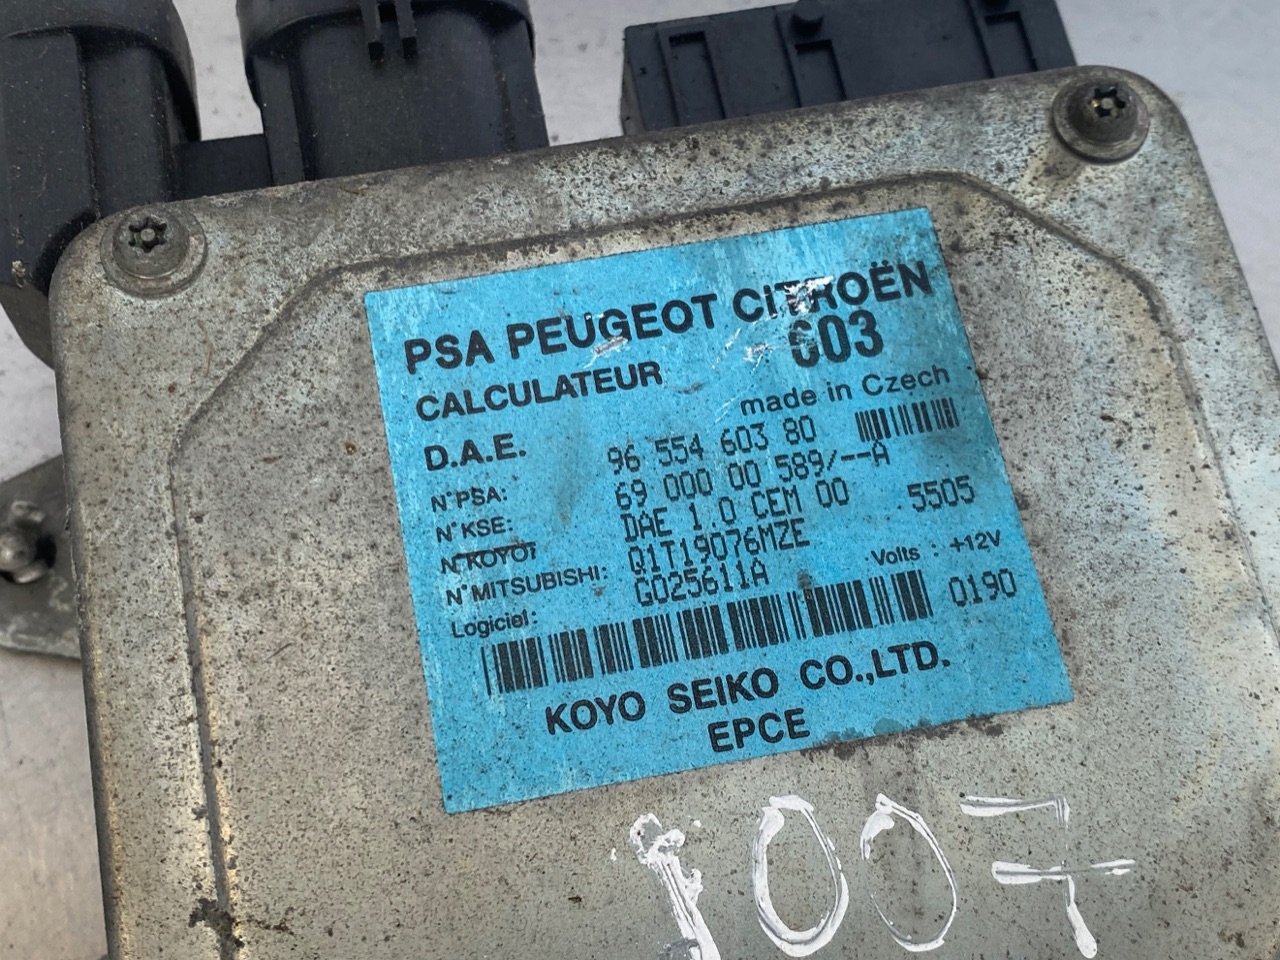 PSA PEUGEOT CITROËN
CALCULATEUR 603
made in Czech
D.A.E.
N°PSA: 96 554 603 80
N°KSE: 69 000 00 589/--A
N°KOYO: DAE 1.0 CEM 00 5505
N°MITSUBISHI: Q1T19076MZE
Logiciel: G025611A Volts : +12V
0190
KOYO SEIKO CO.,LTD.
EPCE
1007